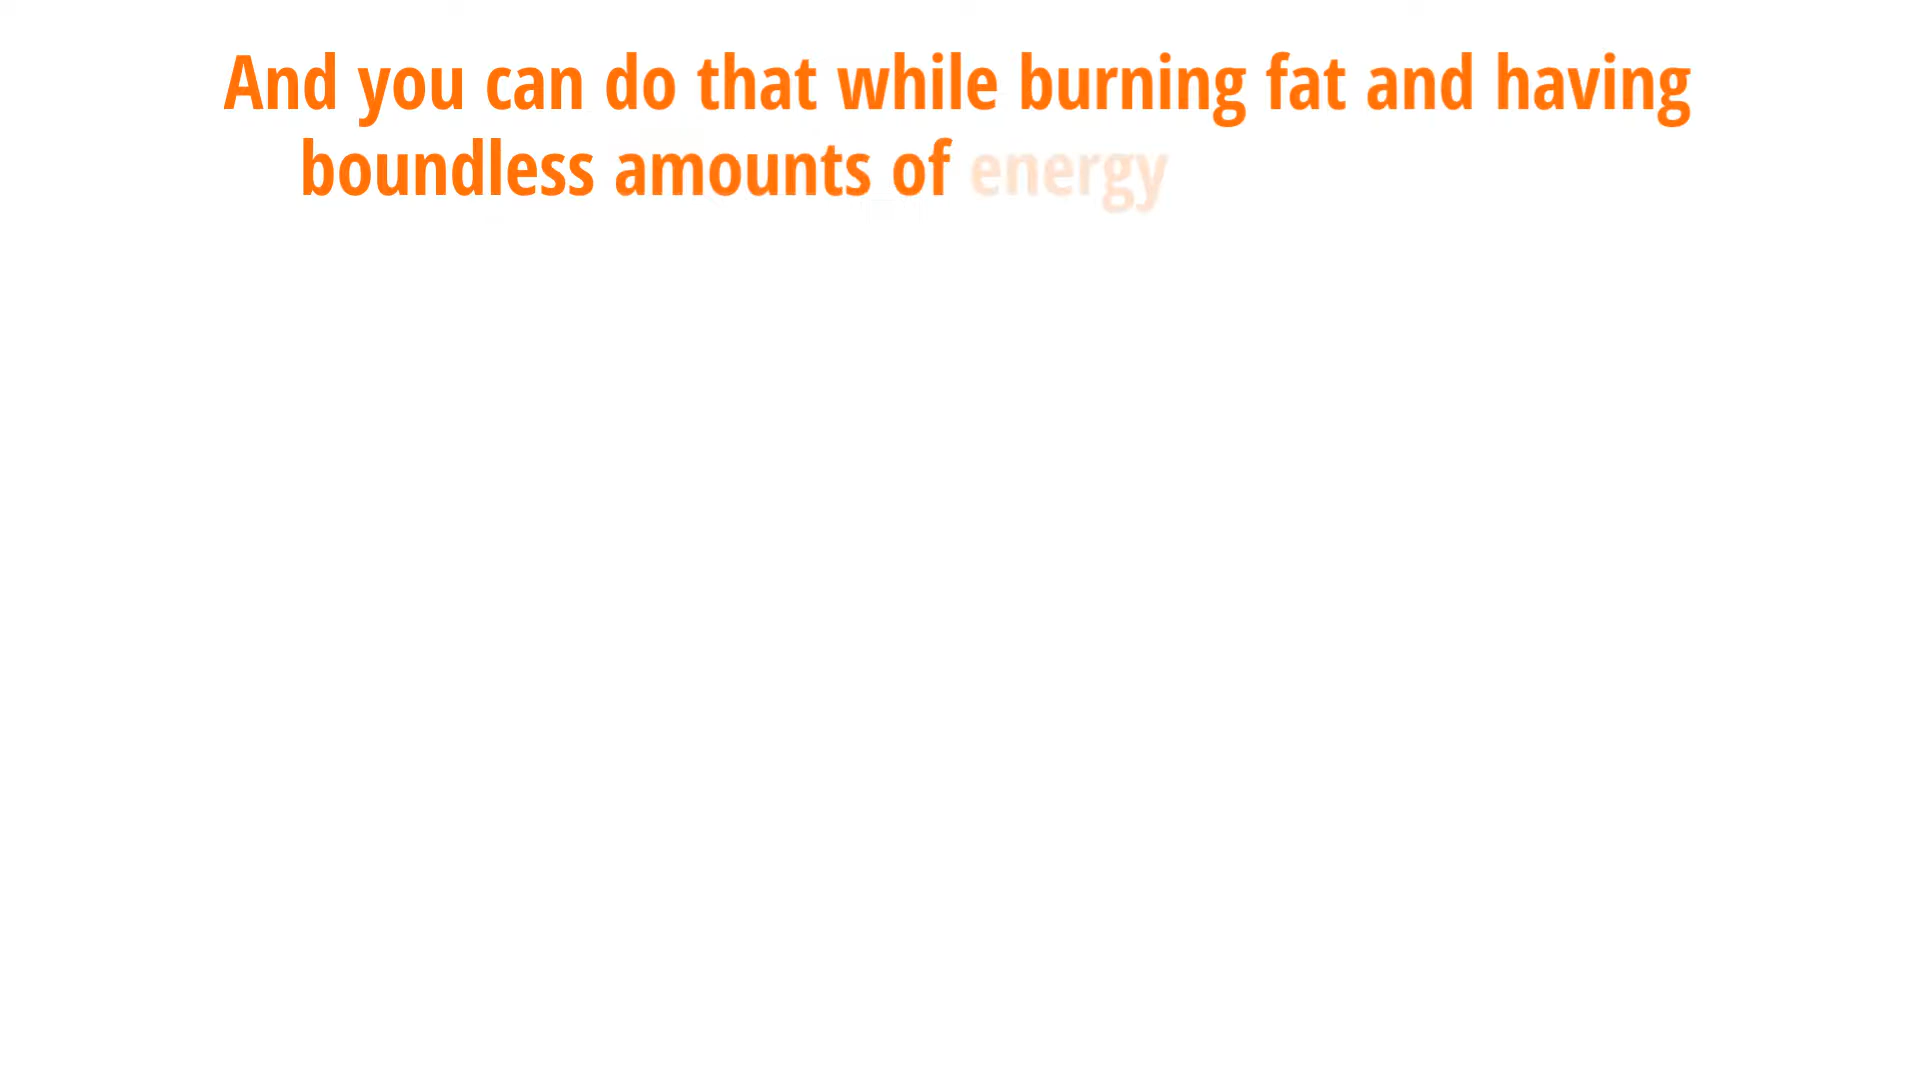 And you can do that while burning fat and having
boundless amounts of energy